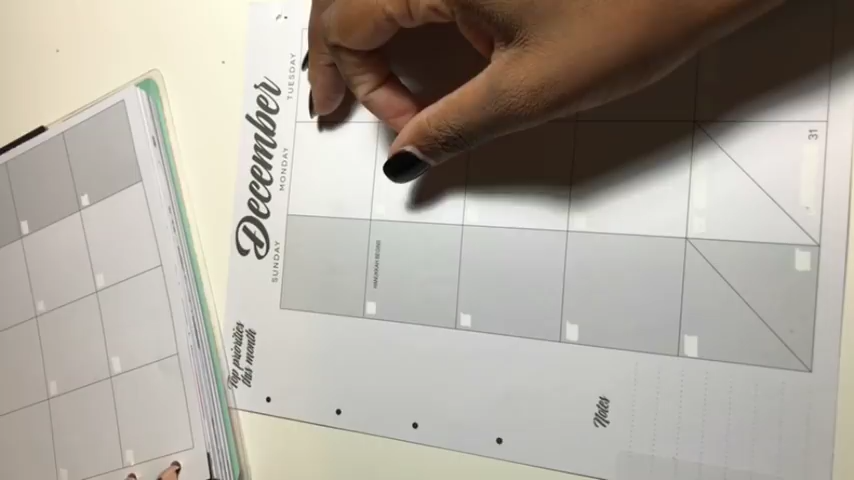 December
SUNDAY
MONDAY
TUESDAY
HANUKKAH BEGINS
31
Top priorities
this month
Notes